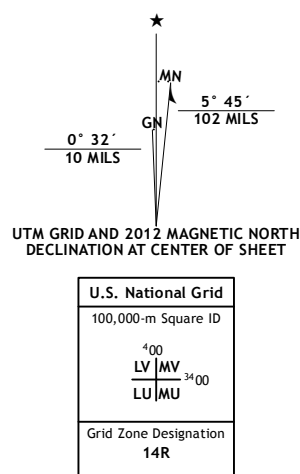 ★
MN
GN
5° 45´
102 MILS
0° 32´
10 MILS
UTM GRID AND 2012 MAGNETIC NORTH
DECLINATION AT CENTER OF SHEET
U.S. National Grid
100,000-m Square ID
400
LV MV
3400
LU MU
Grid Zone Designation
14R